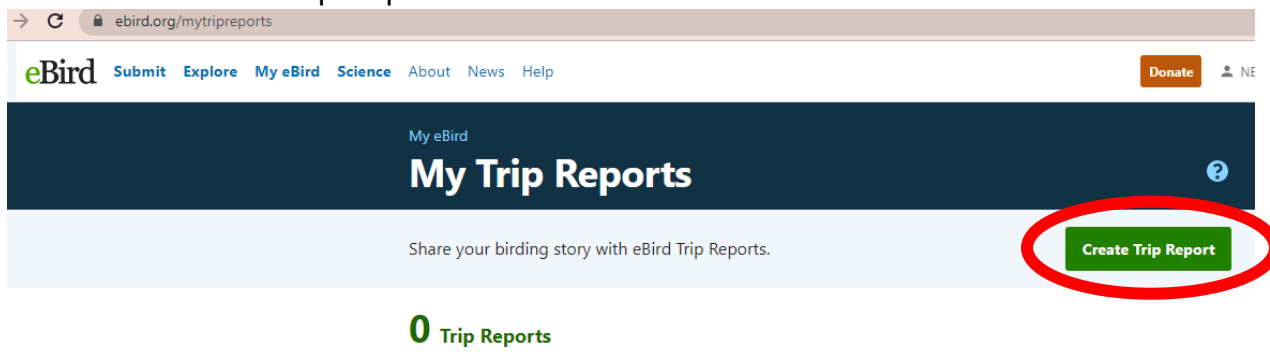 ebird.org/mytripreports
eBird Submit Explore My eBird Science About News Help Donate NE
My eBird
My Trip Reports
?
Share your birding story with eBird Trip Reports. Create Trip Report
0 Trip Reports